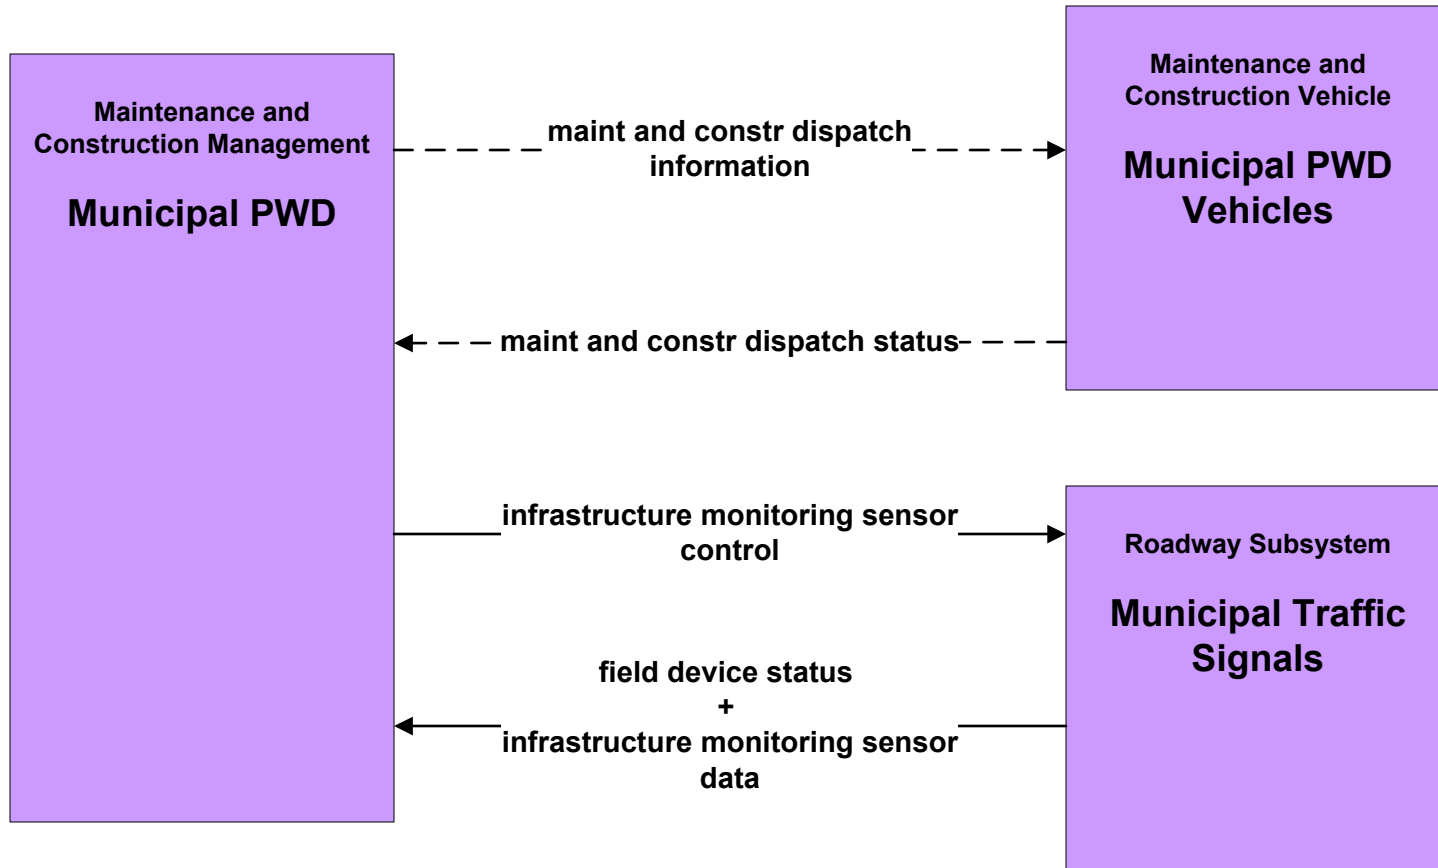 Maintenance and
Construction Management
Municipal PWD
maint and constr dispatch
information
Maintenance and
Construction Vehicle
Municipal PWD
Vehicles
maint and constr dispatch status
infrastructure monitoring sensor
control
Roadway Subsystem
Municipal Traffic
Signals
field device status
+
infrastructure monitoring sensor
data